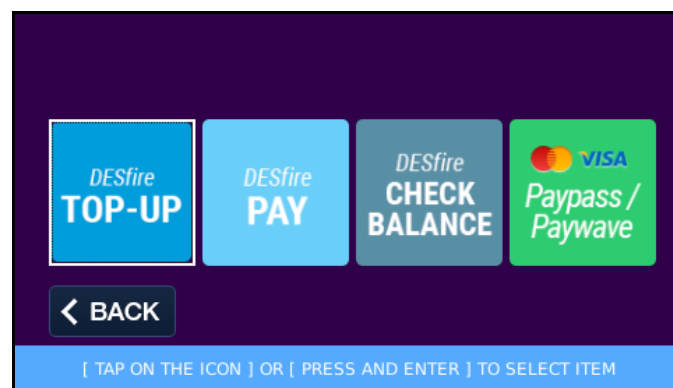 DESfire
TOP-UP
DESfire
PAY
DESfire
CHECK
BALANCE
VISA
Paypass /
Paywave
BACK
[ TAP ON THE ICON ] OR [ PRESS AND ENTER ] TO SELECT ITEM